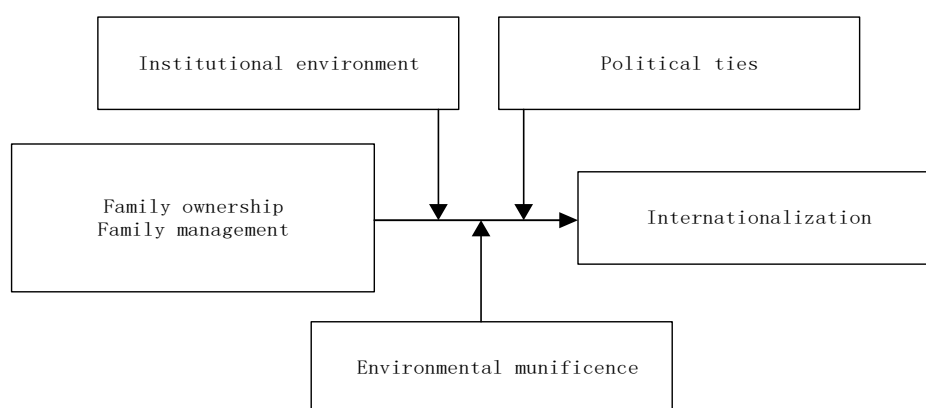 Institutional environment
Political ties
Family ownership
Family management
Internationalization
Environmental munificence